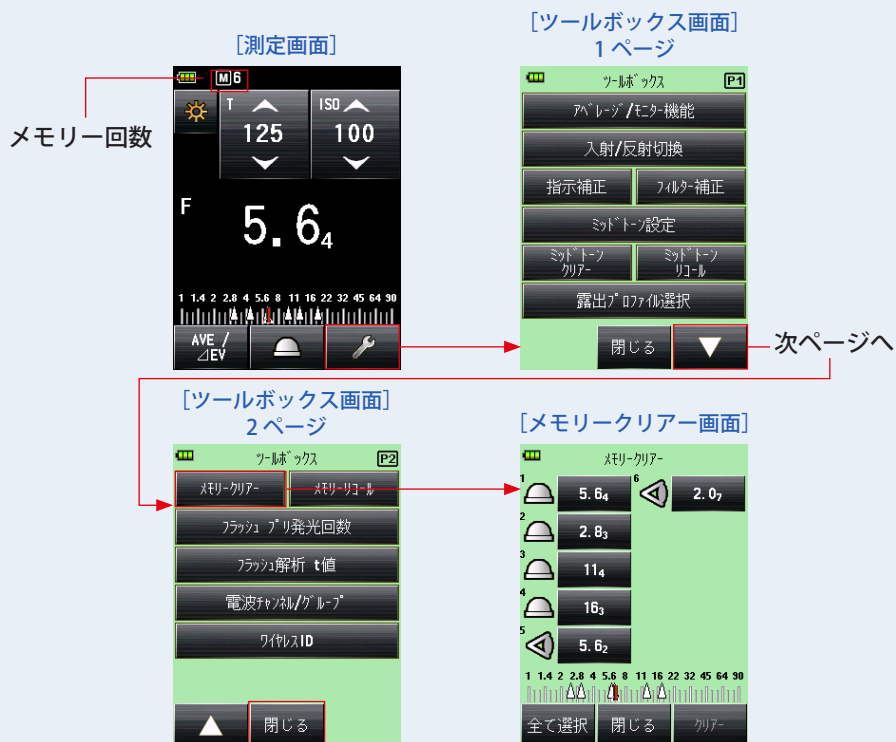 [測定画面]
メモリー回数
M6
T
125
ISO
100
F
5.6₄
1 1.4 2 2.8 4 5.6 8 11 16 22 32 45 64 90
AVE /
⊿EV
[ツールボックス画面]
1 ページ
ツールボックス
P1
アベレージ/モニター機能
入射/反射切換
指示補正
フィルター補正
ミッドトーン設定
ミッドトーン
クリアー
ミッドトーン
リコール
露出プロファイル選択
閉じる
次ページへ
[ツールボックス画面]
2 ページ
ツールボックス
P2
メモリークリアー
メモリーリコール
フラッシュ プリ発光回数
フラッシュ解析 t値
電波チャンネル/グループ
ワイヤレスID
閉じる
[メモリークリアー画面]
メモリークリアー
1
5.6₄
2
2.8₃
3
11₄
4
16₃
5
5.6₂
6
2.0₇
1 1.4 2 2.8 4 5.6 8 11 16 22 32 45 64 90
全て選択
閉じる
クリアー